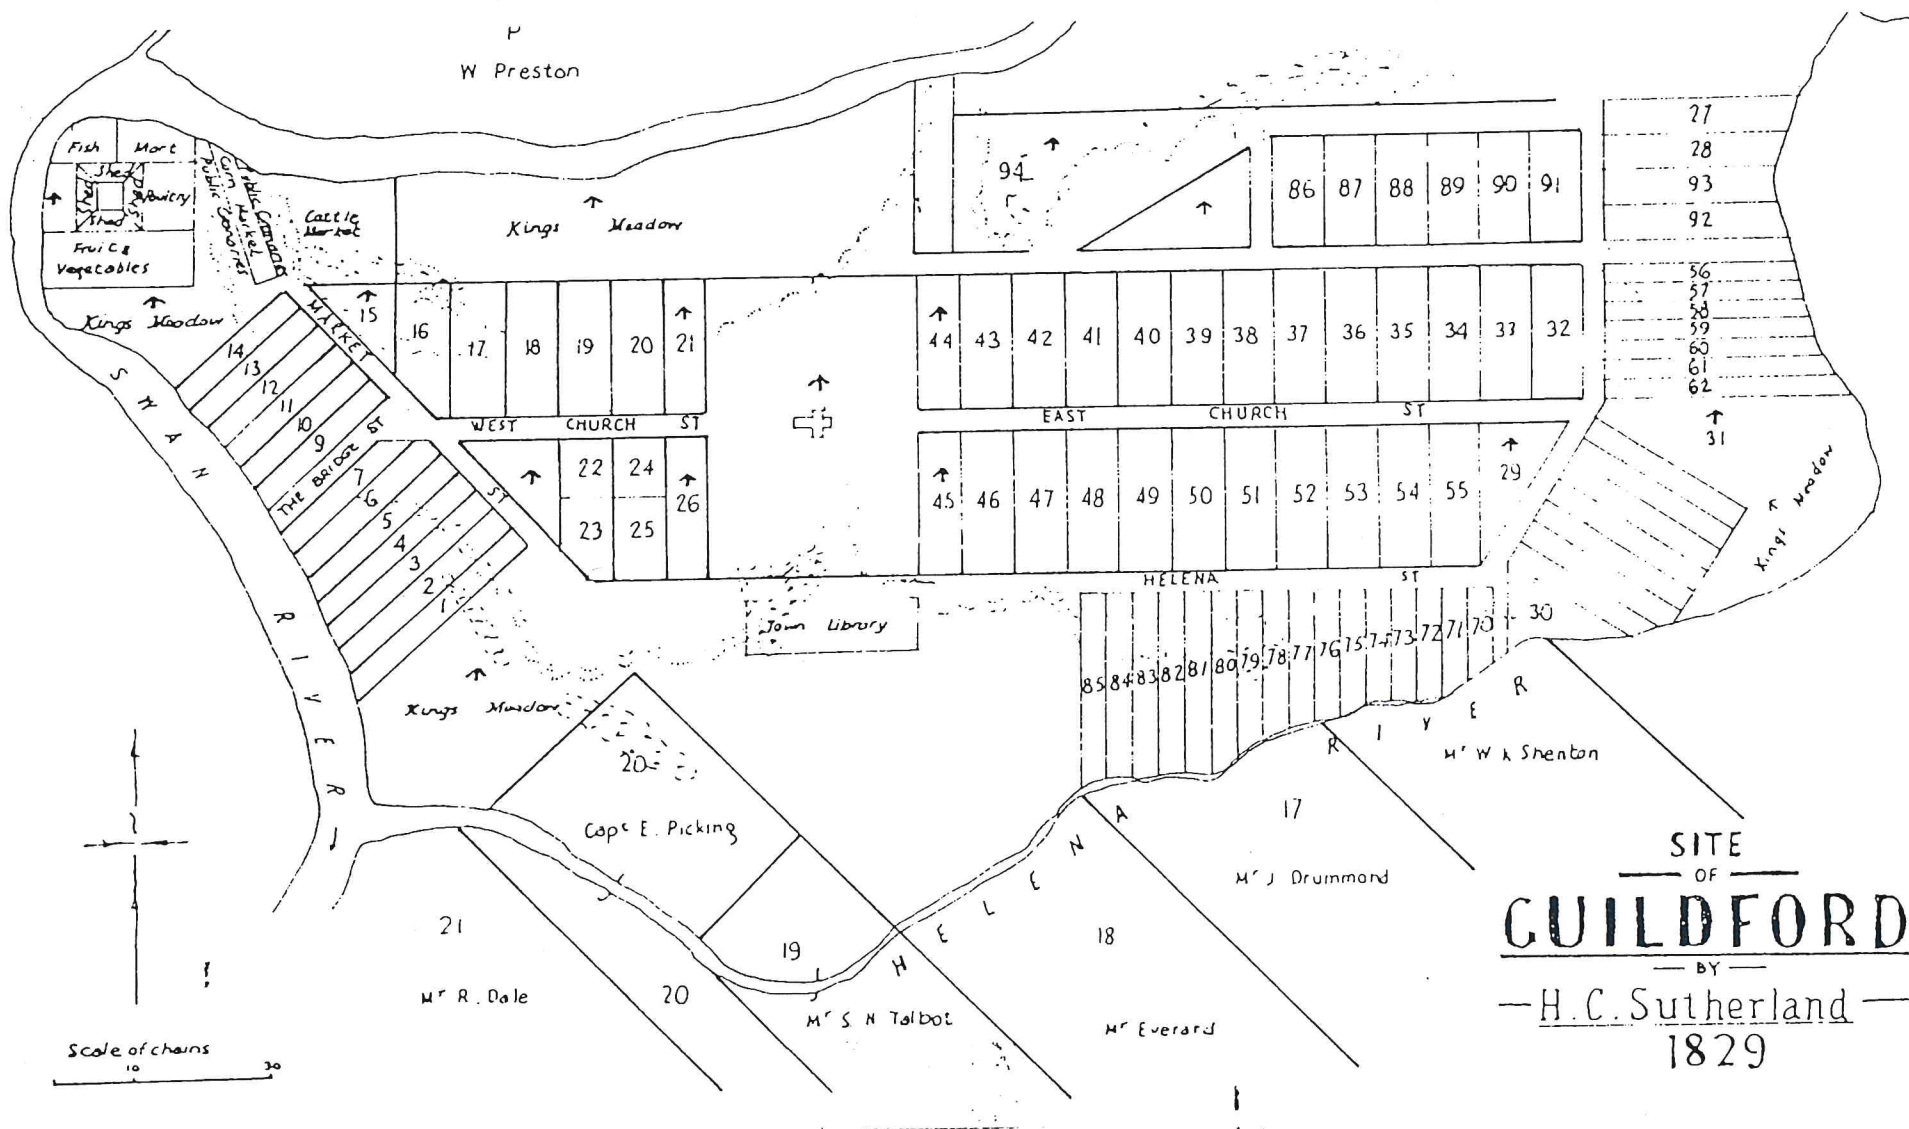 W Preston
Fish
Mart
Shed
Shed
Shed
Shed
Poultry
Fruit &
Vegetables
Public Granaries
Corn Market
Public Granaries
Cattle
Market
Kings Meadow
Kings Meadow
94
86 87 88 89 90 91
27
28
93
92
56
57
58
59
60
61
62
31
Kings Meadow
14
13
12
11
10
9
MARKET
ST
THE BRIDGE ST
7
6
5
4
3
2
1
15 16 17 18 19 20 21
44 43 42 41 40 39 38 37 36 35 34 33 32
WEST CHURCH ST
EAST CHURCH ST
22 24
23 25
26
45 46 47 48 49 50 51 52 53 54 55 29
HELENA ST
Town Library
85 84 83 82 81 80 79 78 77 76 75 74 73 72 71 70 30
SWAN RIVER
Kings Meadow
20
Capt E. Picking
19
HELENA RIVER
Mr W K Shenton
17
Mr J Drummond
18
Mr Everard
21
Mr R. Dale
20
Mr S N Talbot
N
Scale of chains
10 30
SITE
OF
GUILDFORD
BY
H.C. Sutherland
1829